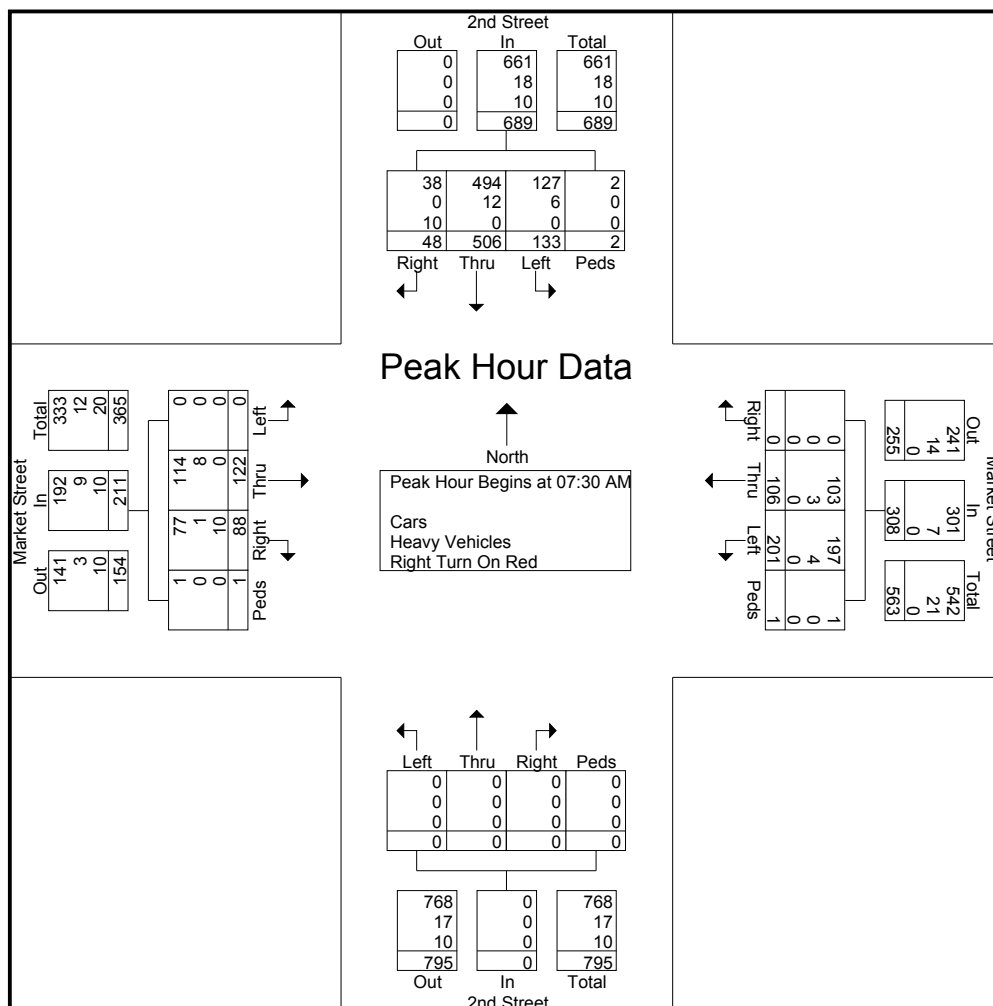 2nd Street
Out In Total
0 661 661
0 18 18
0 10 10
0 689 689
38 494 127 2
0 12 6 0
10 0 0 0
48 506 133 2
Right Thru Left Peds
Peak Hour Data
North
Peak Hour Begins at 07:30 AM
Cars
Heavy Vehicles
Right Turn On Red
Market Street
Out In Total
141 192 333
3 9 12
10 10 20
154 211 365
Peds Right Thru Left
1 77 114 0
0 1 8 0
0 10 0 0
1 88 122 0
Market Street
Out In Total
241 301 542
14 7 21
0 0 0
255 308 563
Right Thru Left Peds
0 103 197 1
0 3 4 0
0 0 0 0
0 106 201 1
Left Thru Right Peds
0 0 0 0
0 0 0 0
0 0 0 0
0 0 0 0
768 0 768
17 0 17
10 0 10
795 0 795
Out In Total
2nd Street